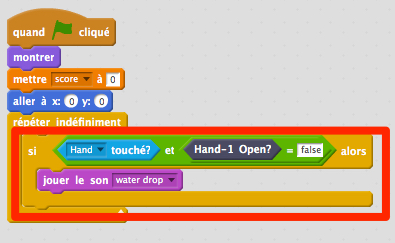 quand cliqué
montrer
mettre score à 0
aller à x: 0 y: 0
répéter indéfiniment
si Hand touché? et Hand-1 Open? = false alors
jouer le son water drop